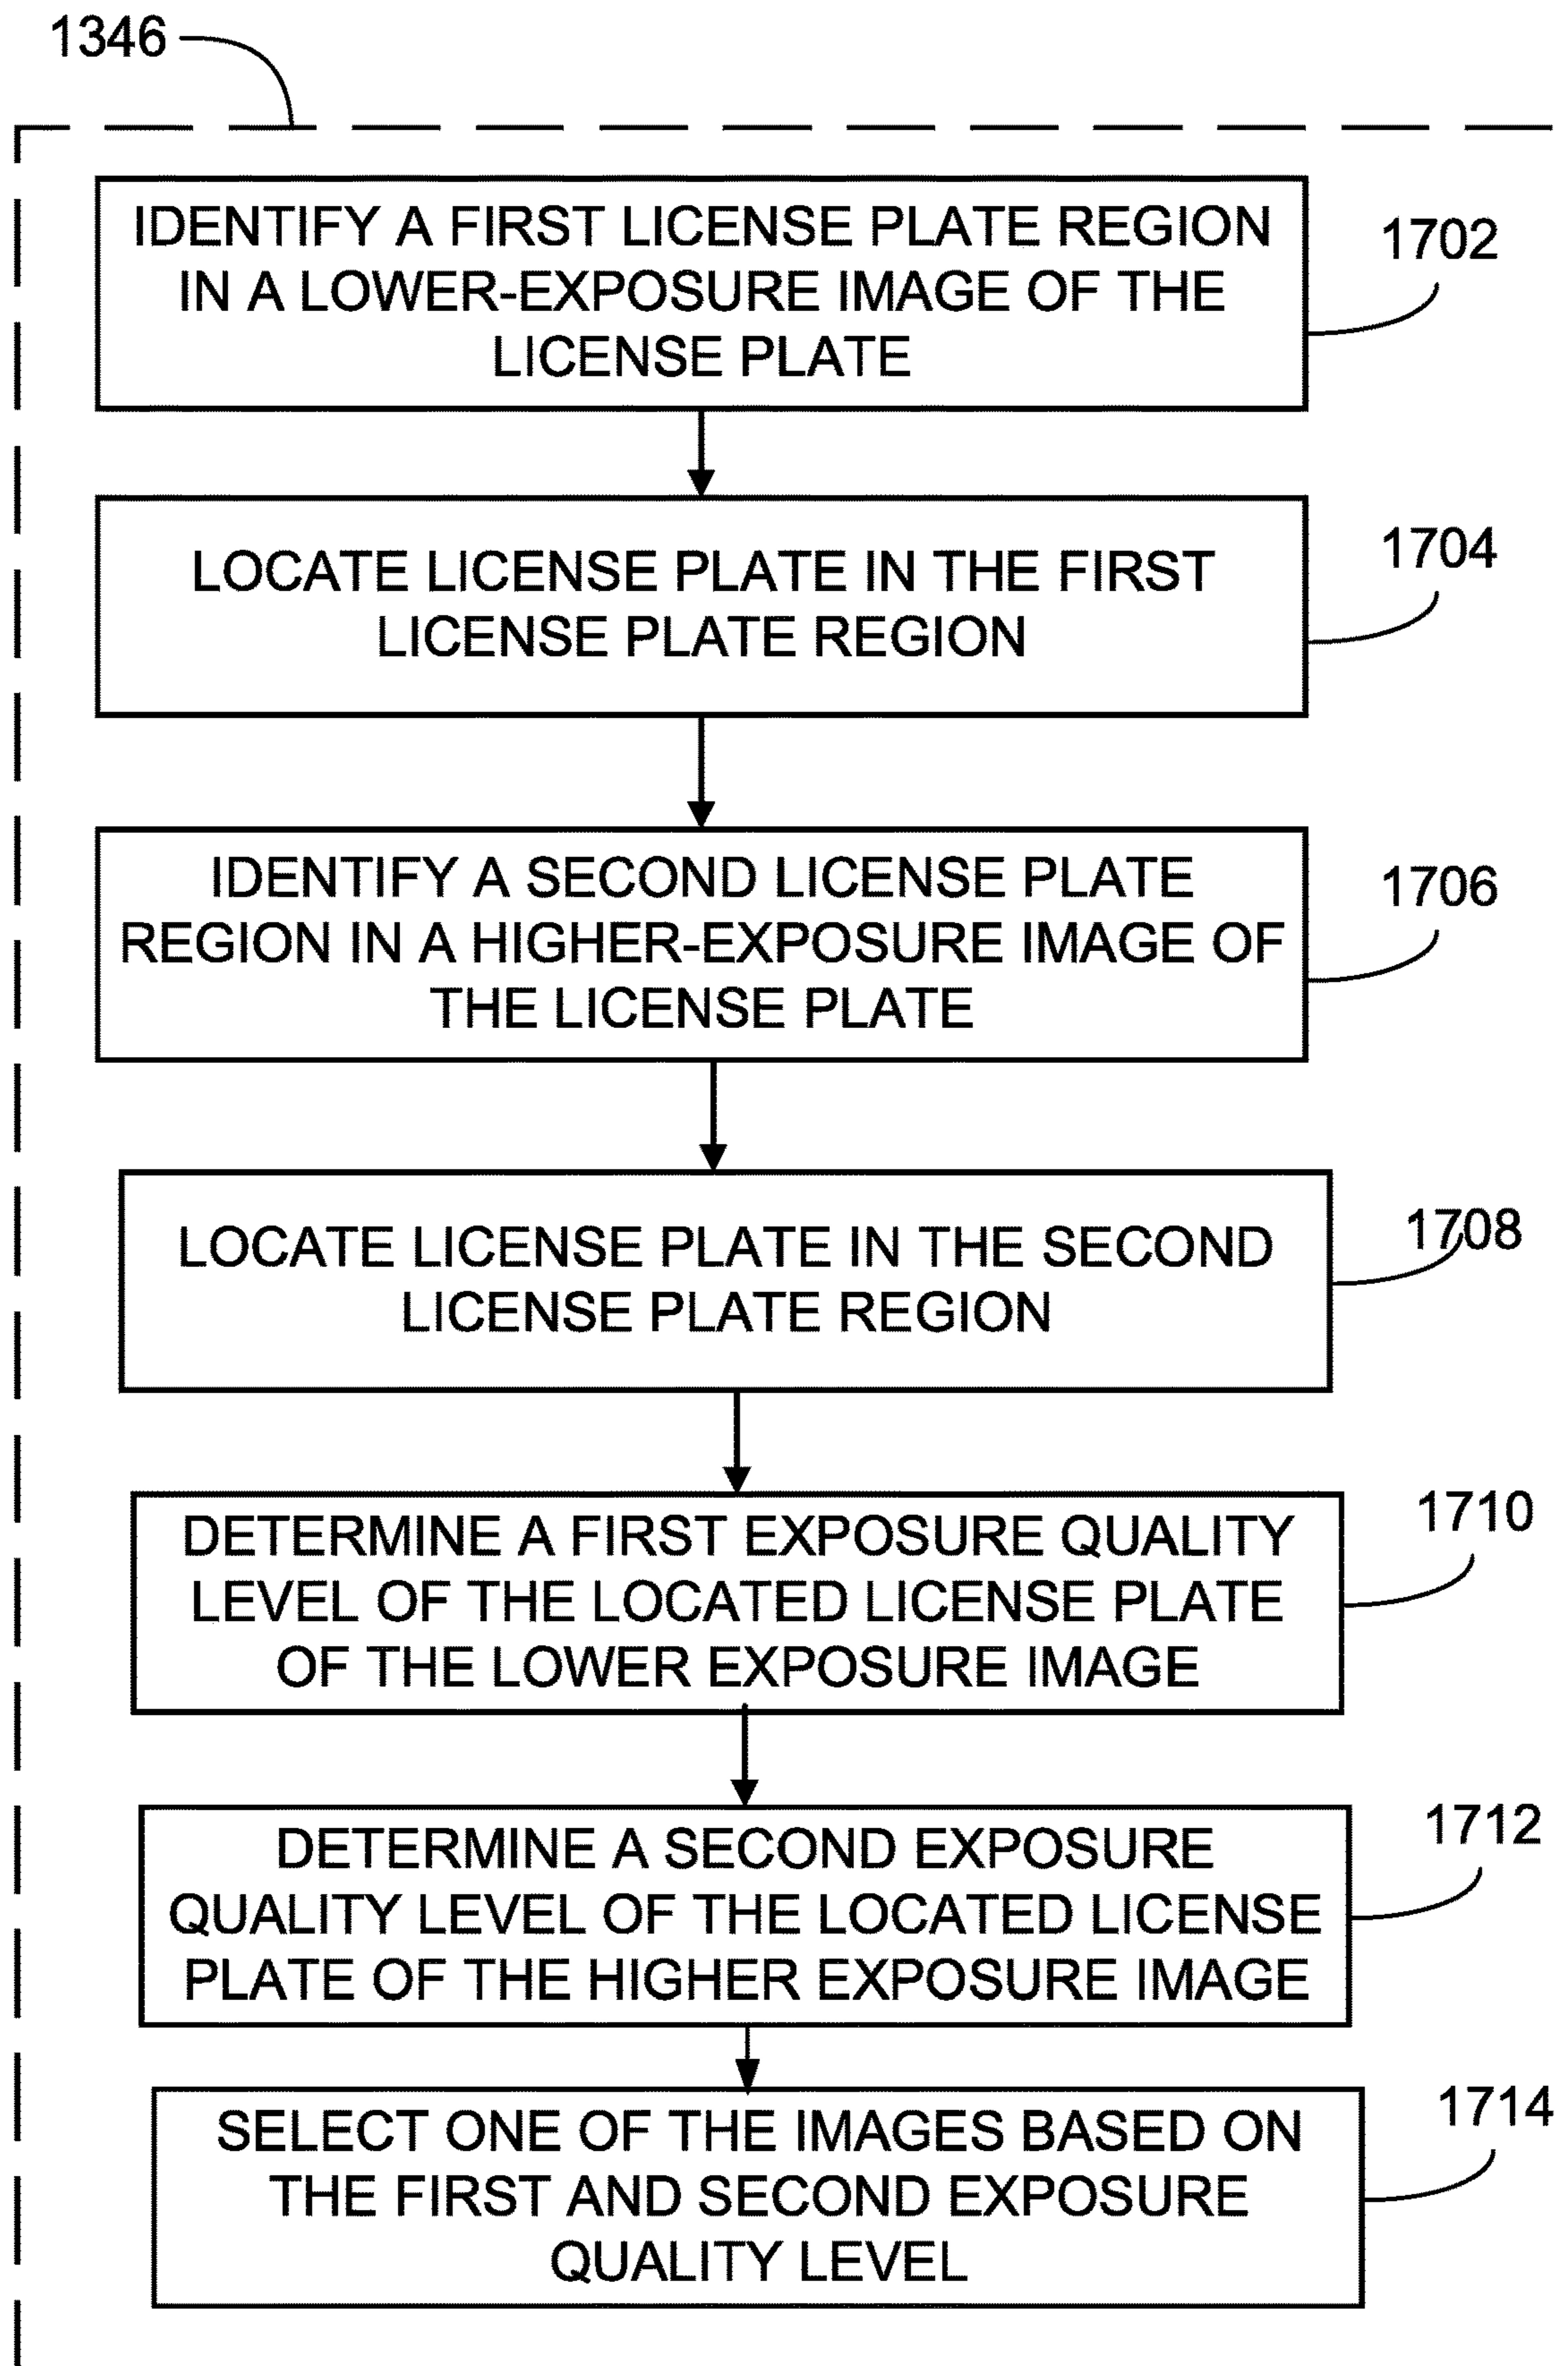 1346
IDENTIFY A FIRST LICENSE PLATE REGION
IN A LOWER-EXPOSURE IMAGE OF THE
LICENSE PLATE
1702
LOCATE LICENSE PLATE IN THE FIRST
LICENSE PLATE REGION
1704
IDENTIFY A SECOND LICENSE PLATE
REGION IN A HIGHER-EXPOSURE IMAGE OF
THE LICENSE PLATE
1706
LOCATE LICENSE PLATE IN THE SECOND
LICENSE PLATE REGION
1708
DETERMINE A FIRST EXPOSURE QUALITY
LEVEL OF THE LOCATED LICENSE PLATE
OF THE LOWER EXPOSURE IMAGE
1710
DETERMINE A SECOND EXPOSURE
QUALITY LEVEL OF THE LOCATED LICENSE
PLATE OF THE HIGHER EXPOSURE IMAGE
1712
SELECT ONE OF THE IMAGES BASED ON
THE FIRST AND SECOND EXPOSURE
QUALITY LEVEL
1714